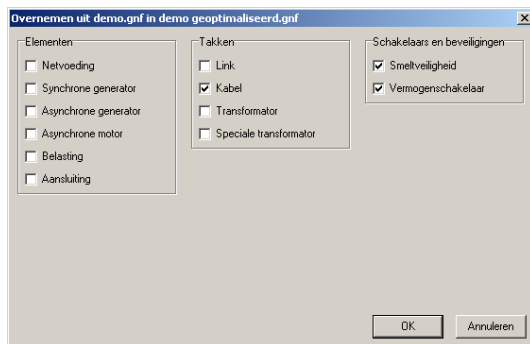 Overnemen uit demo.gnf in demo geoptimaliseerd.gnf
Elementen
Netvoeding
Synchrone generator
Asynchrone generator
Asynchrone motor
Belasting
Aansluiting
Takken
Link
Kabel
Transformator
Speciale transformator
Schakelaars en beveiligingen
Smeltveiligheid
Vermogenschakelaar
OK
Annuleren